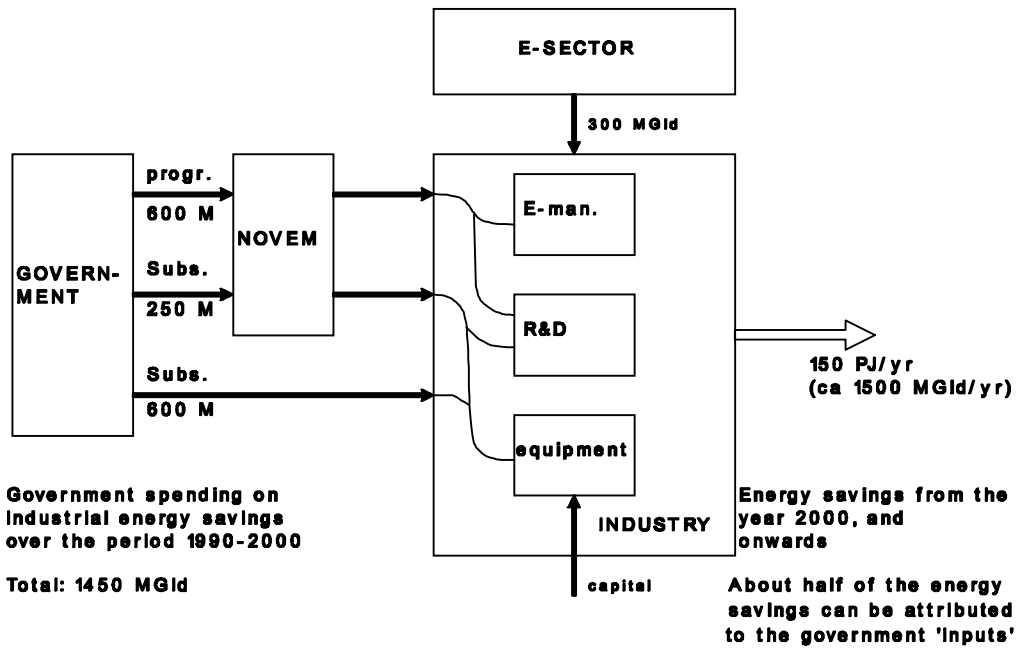 E-SECTOR
300 MGld
progr.
600 M
NOVEM
E-man.
GOVERN-
MENT
Subs.
250 M
R&D
Subs.
600 M
150 PJ/yr
(ca 1500 MGld/yr)
equipment
INDUSTRY
capital
Government spending on
industrial energy savings
over the period 1990-2000
Total: 1450 MGld
Energy savings from the
year 2000, and
onwards
About half of the energy
savings can be attributed
to the government 'inputs'